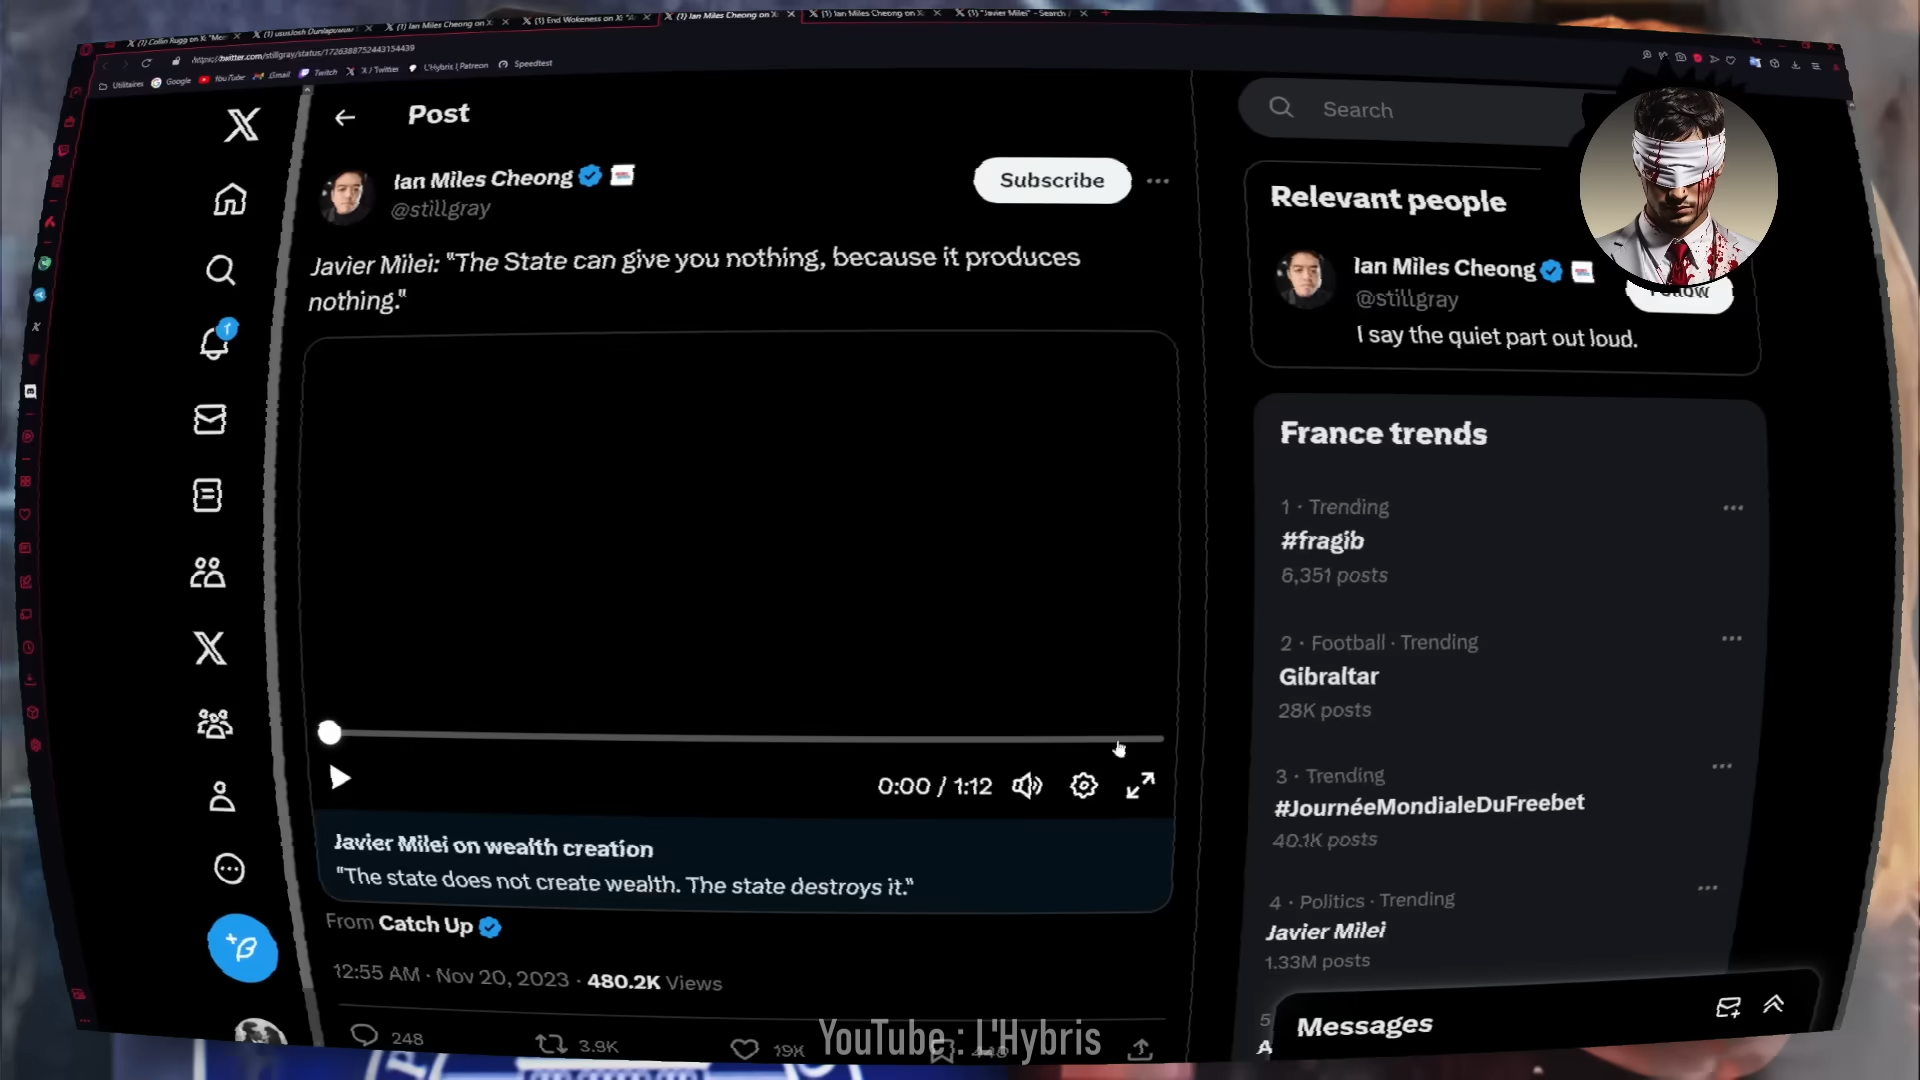 (1) Collin Rugg on X: "Mem
(1) Ian Miles Cheong on X:
(1) End Wokeness on X: "A
(1) Ian Miles Cheong on X:
(1) Ian Miles Cheong on X:
"Javier Milei" - Search /
https://twitter.com/stillgray/status/1726388752443154439
Utilitaires
Google
YouTube
Gmail
Twitch
X / Twitter
L'Hybris | Patreon
Speedtest
Post
Ian Miles Cheong
@stillgray
Subscribe
Javier Milei: "The State can give you nothing, because it produces
nothing."
0:00 / 1:12
Javier Milei on wealth creation
"The state does not create wealth. The state destroys it."
From Catch Up
12:55 AM · Nov 20, 2023 · 480.2K Views
248
3.9K
19K
448
1
Search
Relevant people
Ian Miles Cheong
@stillgray
Follow
I say the quiet part out loud.
France trends
1 · Trending
#fragib
6,351 posts
2 · Football · Trending
Gibraltar
28K posts
3 · Trending
#JournéeMondialeDuFreebet
40.1K posts
4 · Politics · Trending
Javier Milei
1.33M posts
5
A
Messages
YouTube : L'Hybris